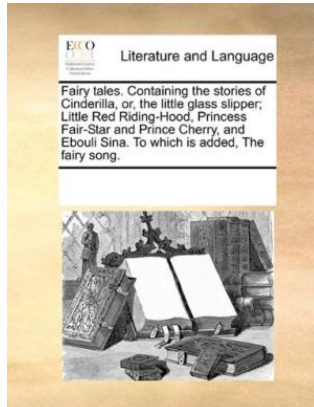 ECCO
Literature and Language
Fairy tales. Containing the stories of
Cinderilla, or, the little glass slipper;
Little Red Riding-Hood, Princess
Fair-Star and Prince Cherry, and
Ebouli Sina. To which is added, The
fairy song.